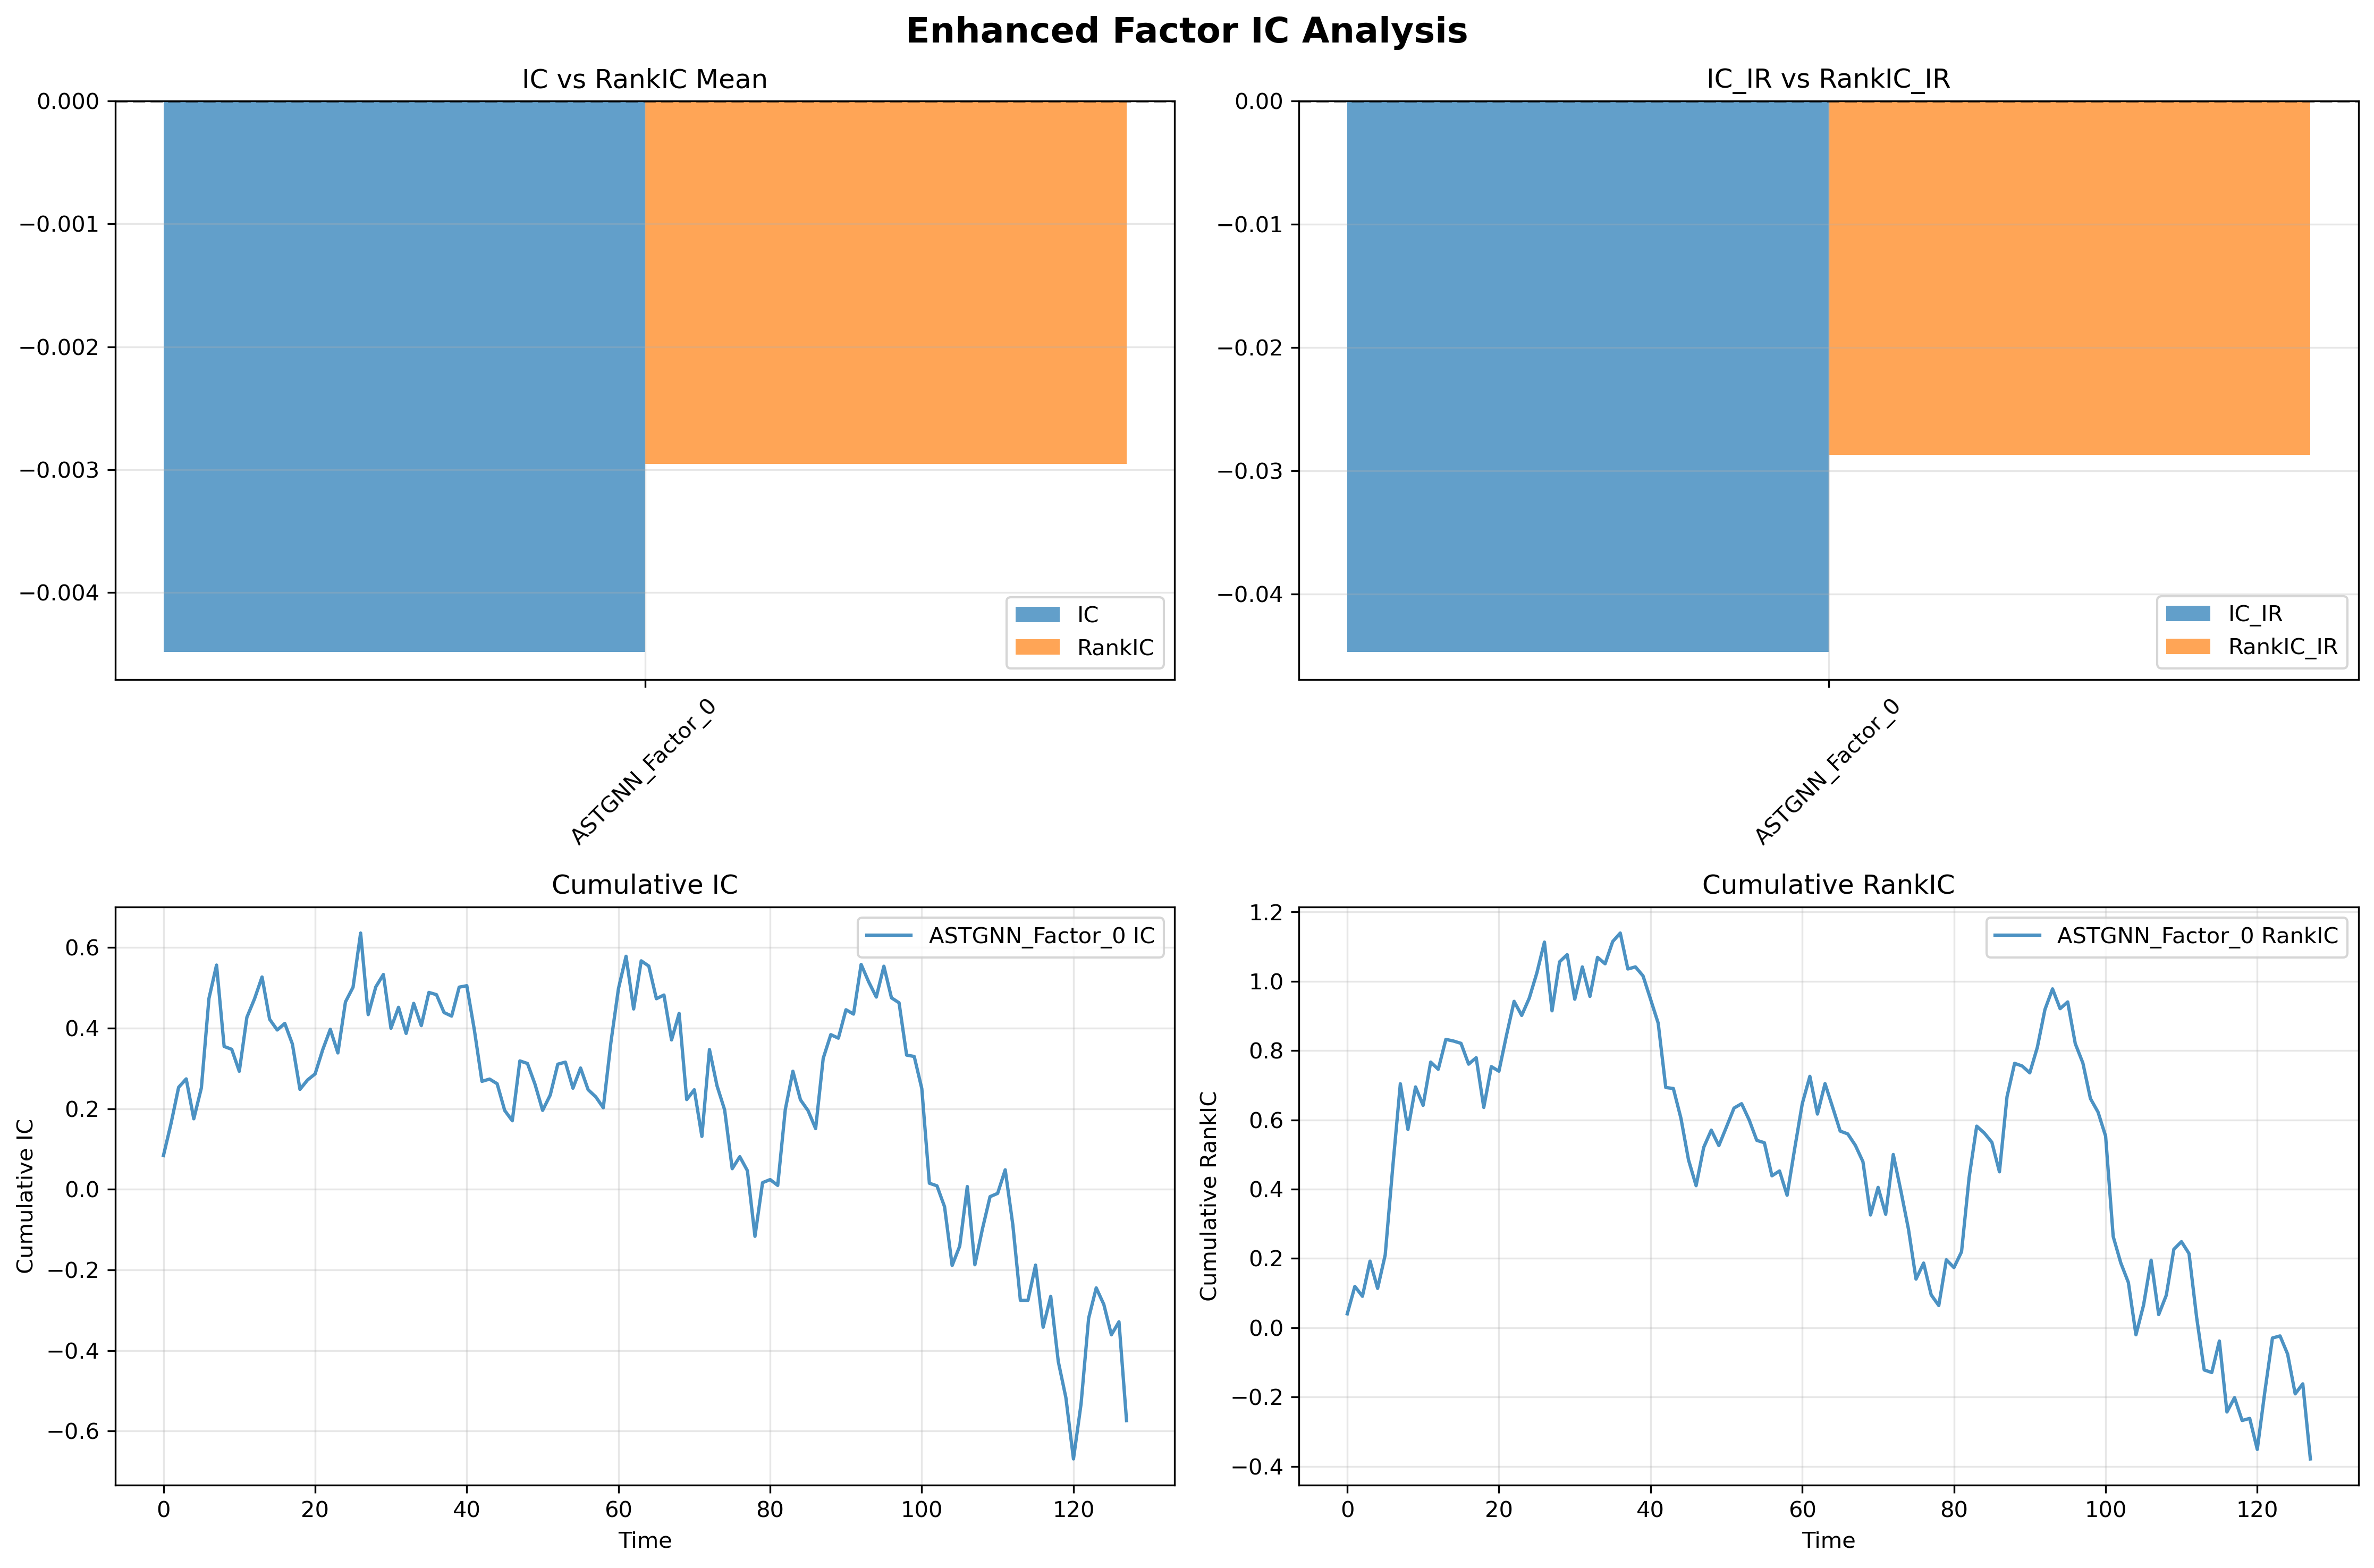 Enhanced Factor IC Analysis
IC vs RankIC Mean
0.000
−0.001
−0.002
−0.003
−0.004
IC
RankIC
ASTGNN_Factor_0
IC_IR vs RankIC_IR
0.00
−0.01
−0.02
−0.03
−0.04
IC_IR
RankIC_IR
ASTGNN_Factor_0
Cumulative IC
Cumulative IC
0.6
0.4
0.2
0.0
−0.2
−0.4
−0.6
ASTGNN_Factor_0 IC
0 20 40 60 80 100 120
Time
Cumulative RankIC
Cumulative RankIC
1.2
1.0
0.8
0.6
0.4
0.2
0.0
−0.2
−0.4
ASTGNN_Factor_0 RankIC
0 20 40 60 80 100 120
Time